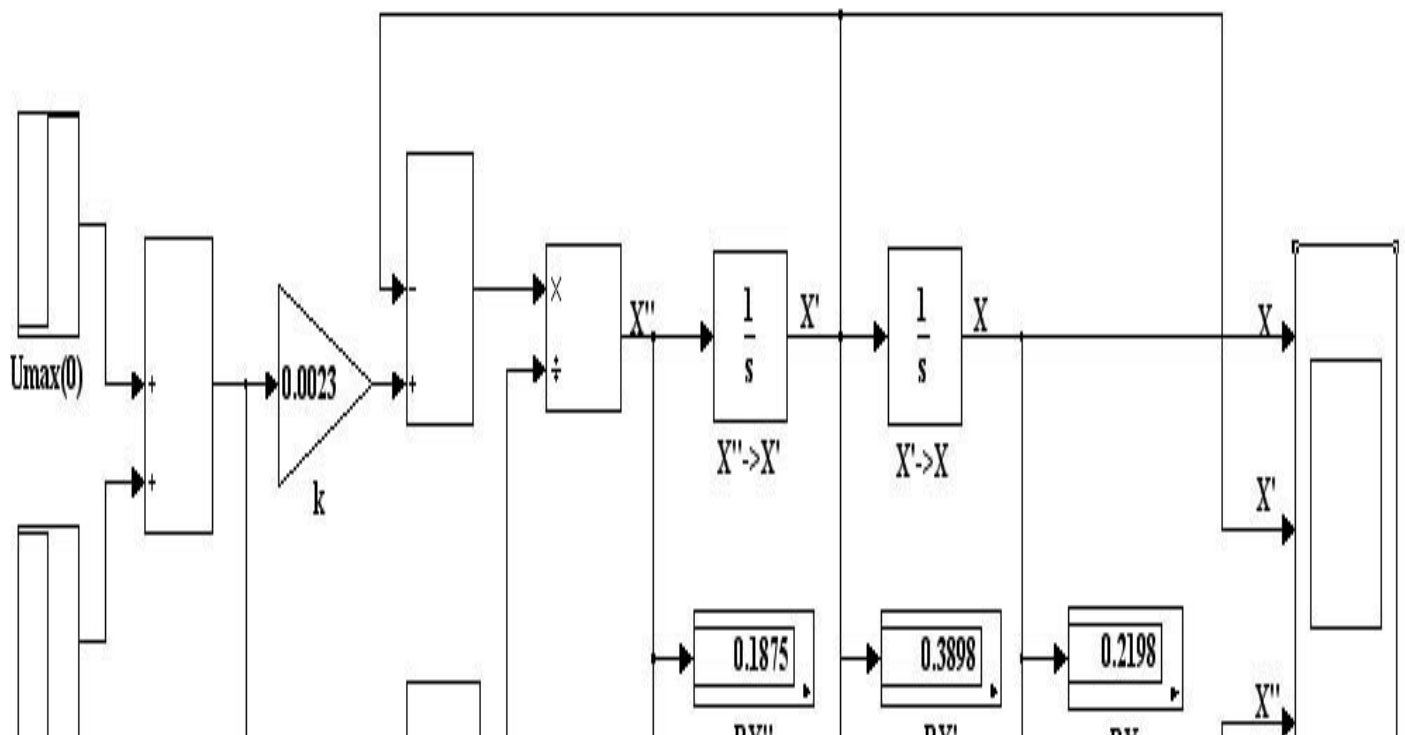 Umax(0)
+
+
0.0023
k
-
+
×
÷
X''
1
s
X''->X'
X'
1
s
X'->X
X
X
X'
X''
0.1875
0.3898
0.2198